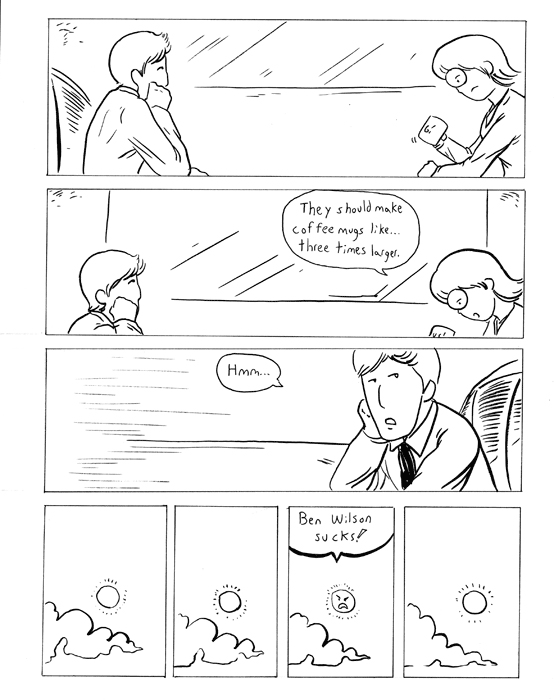 They should make
coffee mugs like...
three times larger.
Hmm...
Ben Wilson
sucks!